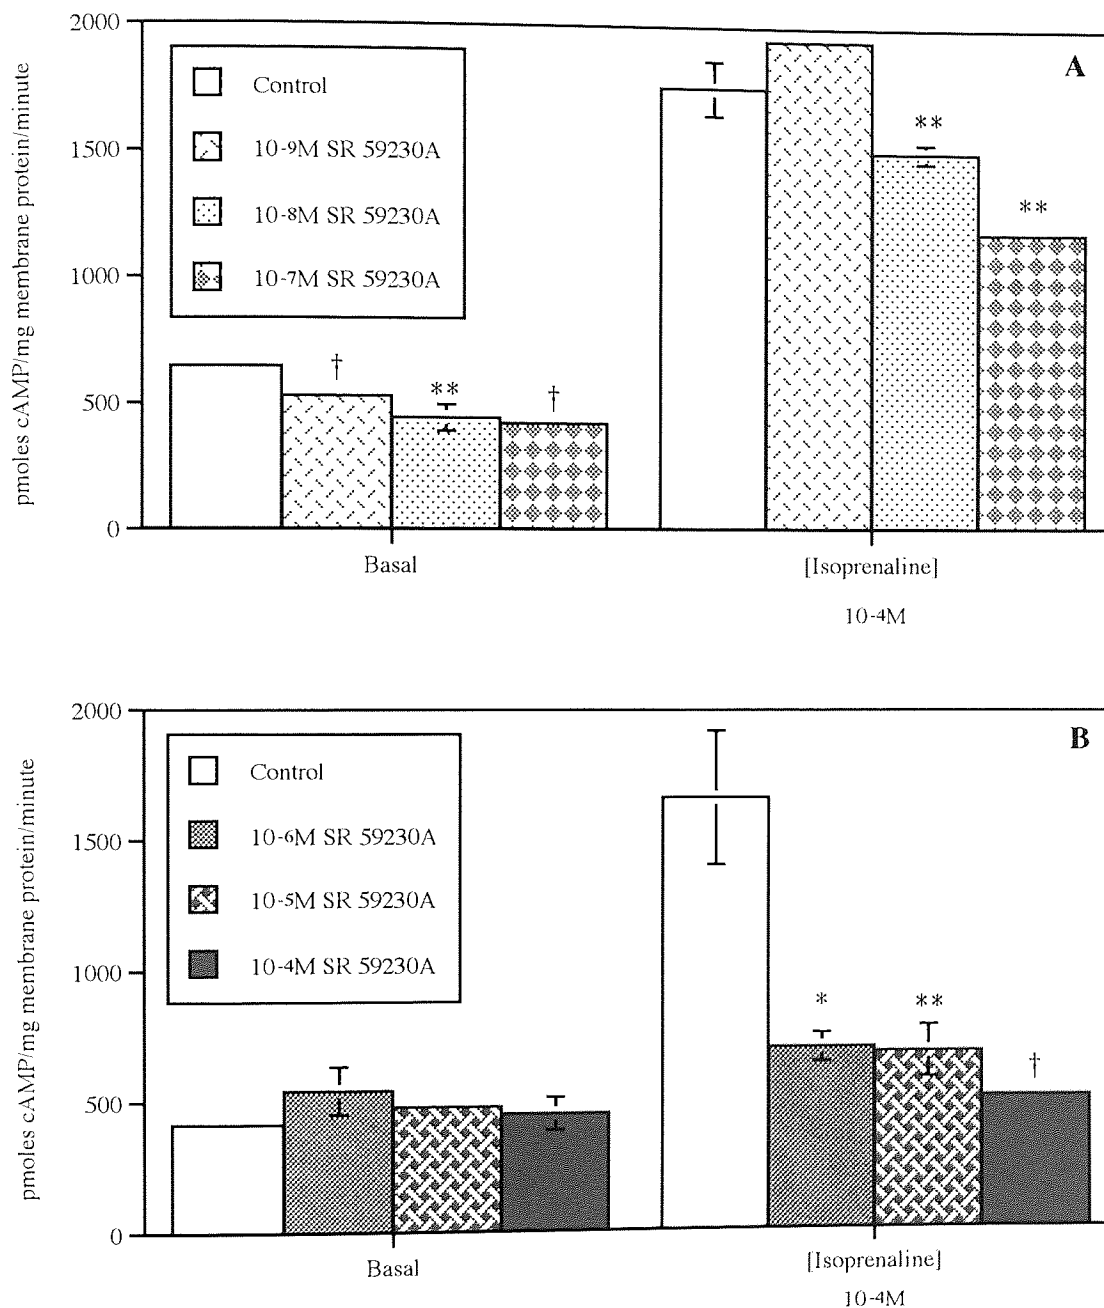 A
pmoles cAMP/mg membrane protein/minute
2000
1500
1000
500
0
Control
10-9M SR 59230A
10-8M SR 59230A
10-7M SR 59230A
†
**
†
**
**
Basal
[Isoprenaline]
10-4M
B
pmoles cAMP/mg membrane protein/minute
2000
1500
1000
500
0
Control
10-6M SR 59230A
10-5M SR 59230A
10-4M SR 59230A
*
**
†
Basal
[Isoprenaline]
10-4M